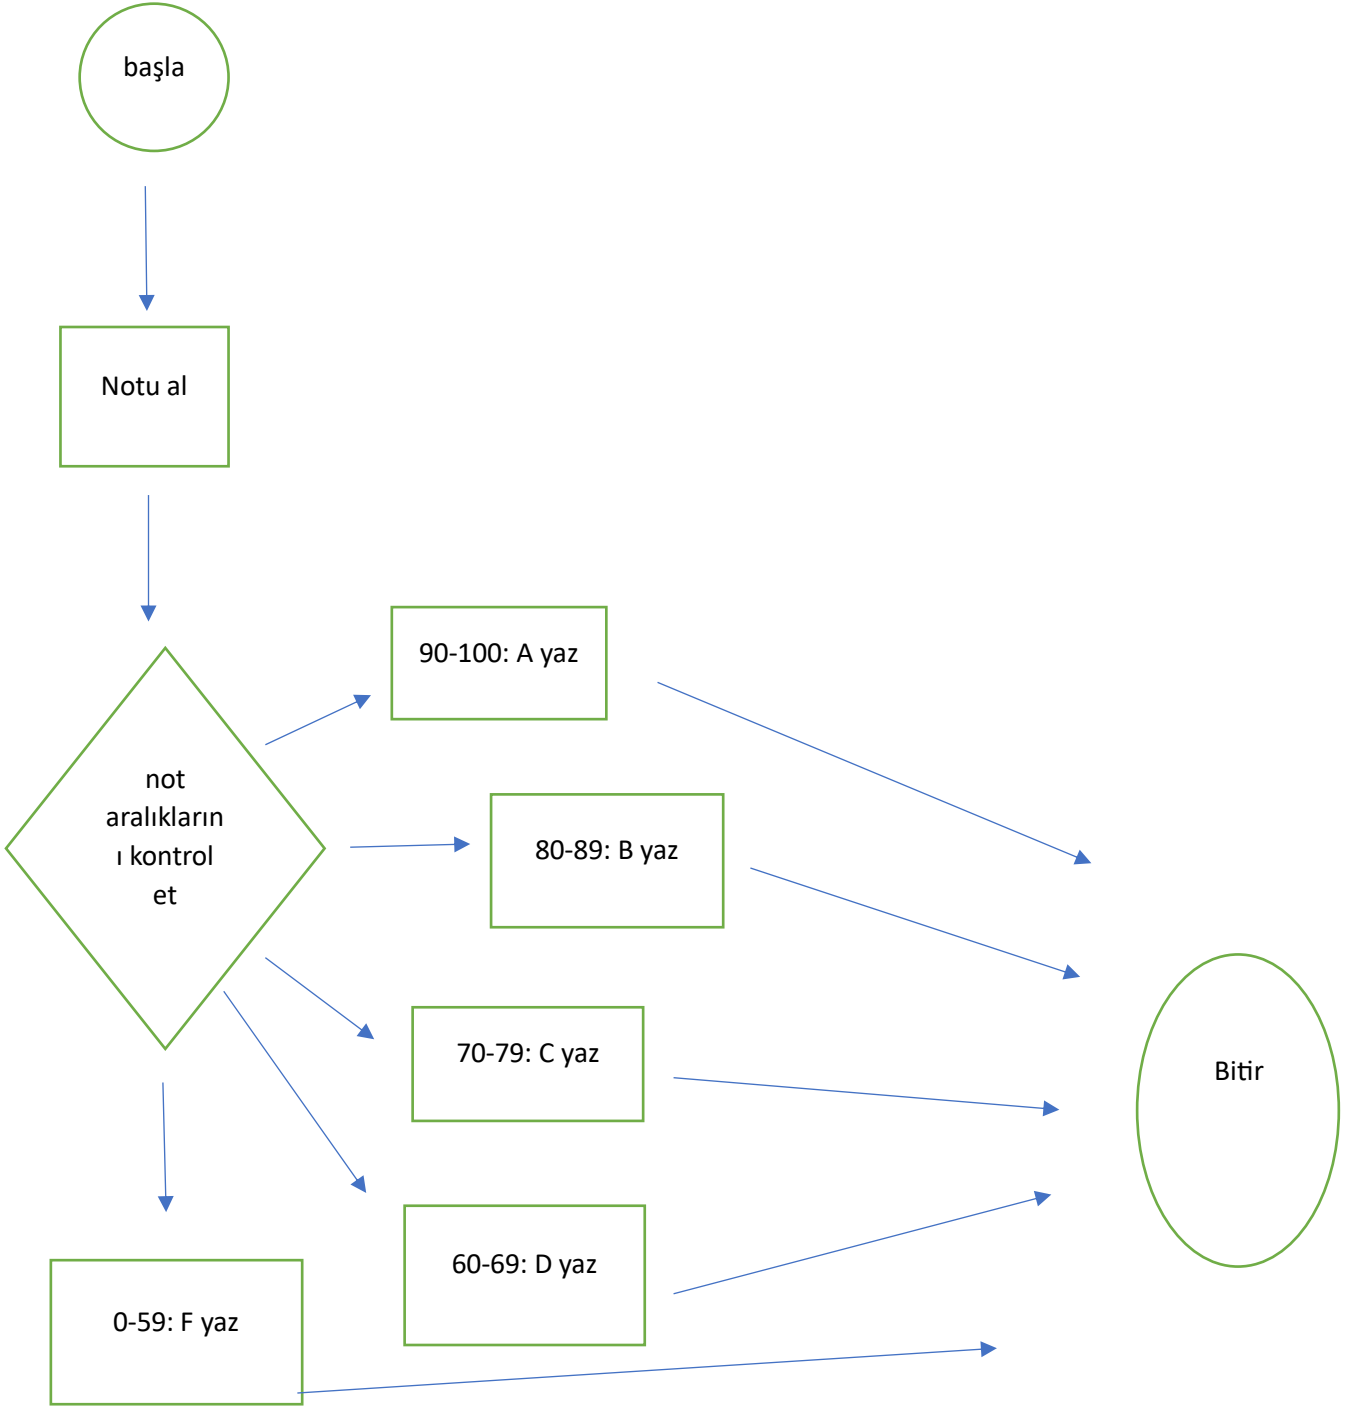 başla
Notu al
90-100: A yaz
not
aralıkların
ı kontrol
et
80-89: B yaz
70-79: C yaz
Bitir
60-69: D yaz
0-59: F yaz